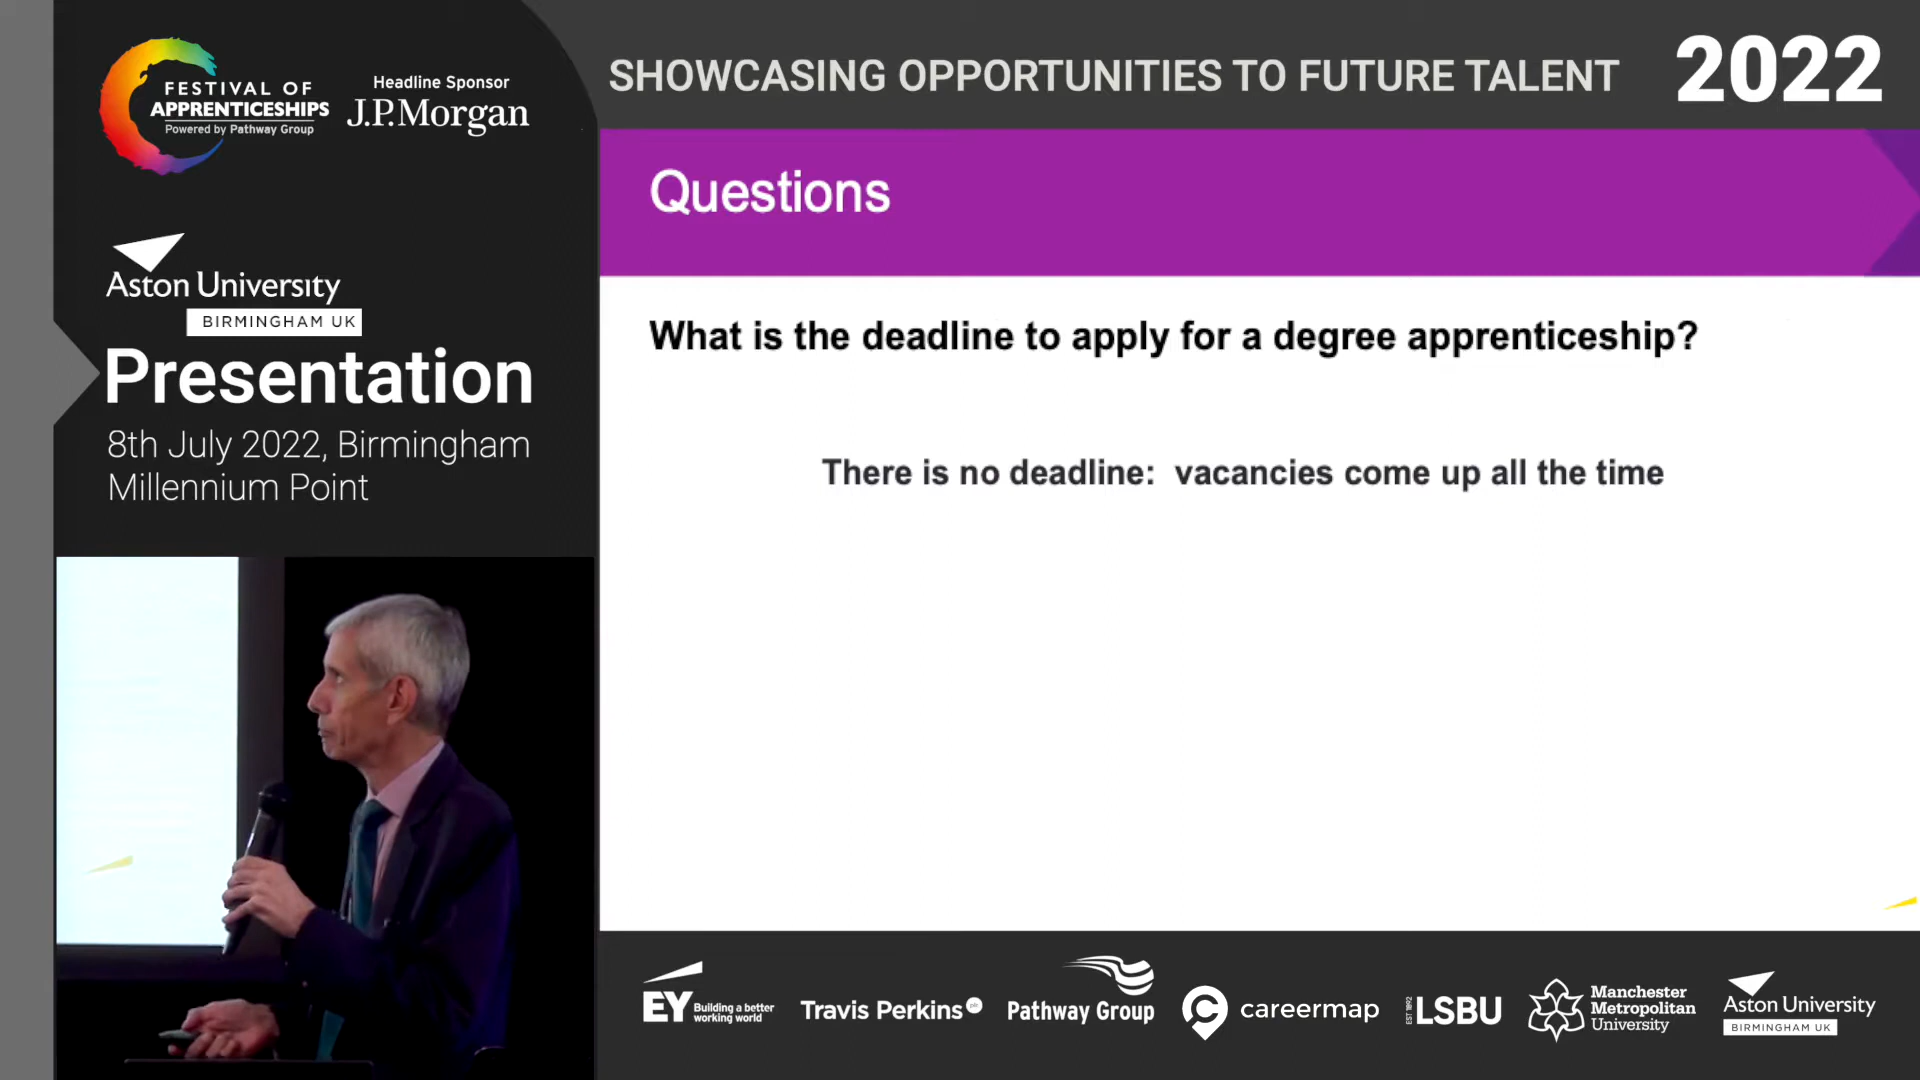 FESTIVAL OF
APPRENTICESHIPS
Powered by Pathway Group
Headline Sponsor
J.P.Morgan
SHOWCASING OPPORTUNITIES TO FUTURE TALENT
2022
Aston University
BIRMINGHAM UK
Presentation
8th July 2022, Birmingham
Millennium Point
Questions
What is the deadline to apply for a degree apprenticeship?
There is no deadline:  vacancies come up all the time
EY
Building a better
working world
Travis Perkins plc
Pathway Group
careermap
EST 1892
LSBU
Manchester
Metropolitan
University
Aston University
BIRMINGHAM UK